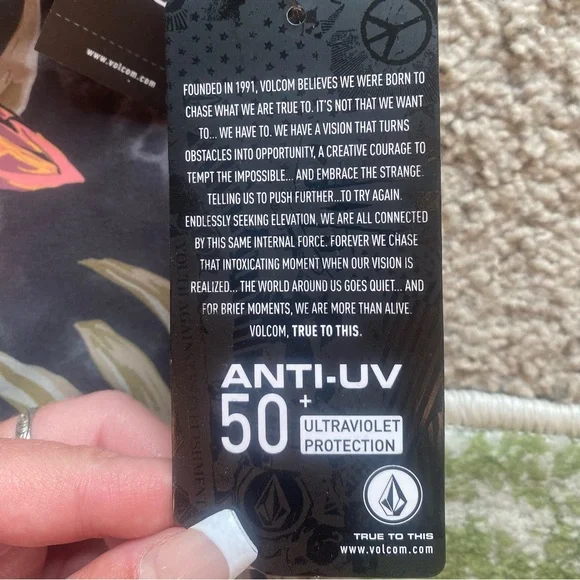 www.volcom.com
FOUNDED IN 1991, VOLCOM BELIEVES WE WERE BORN TO
CHASE WHAT WE ARE TRUE TO. IT'S NOT THAT WE WANT
TO... WE HAVE TO. WE HAVE A VISION THAT TURNS
OBSTACLES INTO OPPORTUNITY, A CREATIVE COURAGE TO
TEMPT THE IMPOSSIBLE... AND EMBRACE THE STRANGE.
TELLING US TO PUSH FURTHER...TO TRY AGAIN.
ENDLESSLY SEEKING ELEVATION, WE ARE ALL CONNECTED
BY THIS SAME INTERNAL FORCE. FOREVER WE CHASE
THAT INTOXICATING MOMENT WHEN OUR VISION IS
REALIZED... THE WORLD AROUND US GOES QUIET... AND
FOR BRIEF MOMENTS, WE ARE MORE THAN ALIVE.
VOLCOM, TRUE TO THIS.
ANTI-UV
50+
ULTRAVIOLET
PROTECTION
TRUE TO THIS
www.volcom.com